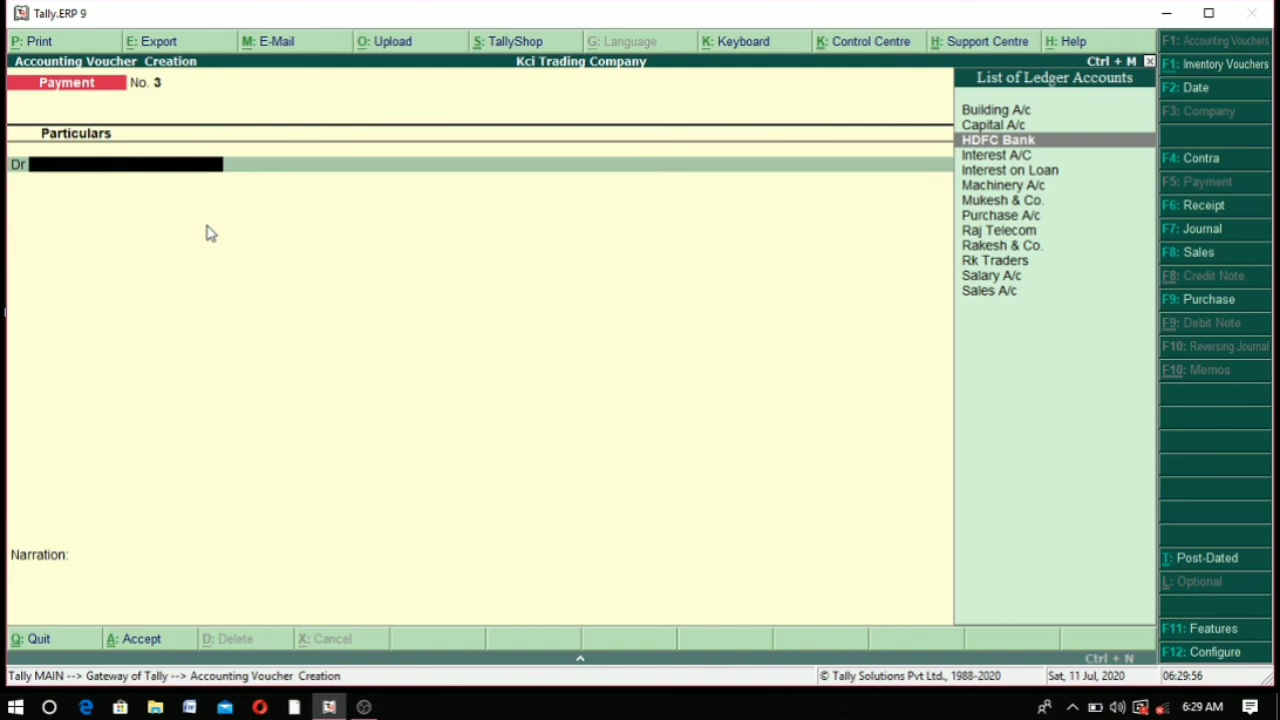 Tally.ERP 9
P: Print E: Export M: E-Mail O: Upload S: TallyShop G: Language K: Keyboard K: Control Centre H: Support Centre H: Help
Accounting Voucher Creation Kci Trading Company Ctrl + M
Payment No. 3
Particulars
Dr
Narration:
List of Ledger Accounts
Building A/c
Capital A/c
HDFC Bank
Interest A/C
Interest on Loan
Machinery A/c
Mukesh & Co.
Purchase A/c
Raj Telecom
Rakesh & Co.
Rk Traders
Salary A/c
Sales A/c
F1: Accounting Vouchers
F1: Inventory Vouchers
F2: Date
F3: Company
F4: Contra
F5: Payment
F6: Receipt
F7: Journal
F8: Sales
F8: Credit Note
F9: Purchase
F9: Debit Note
F10: Reversing Journal
F10: Memos
T: Post-Dated
L: Optional
F11: Features
F12: Configure
Q: Quit A: Accept D: Delete X: Cancel
Ctrl + N
Tally MAIN --> Gateway of Tally --> Accounting Voucher Creation © Tally Solutions Pvt Ltd., 1988-2020 Sat, 11 Jul, 2020 06:29:56
6:29 AM